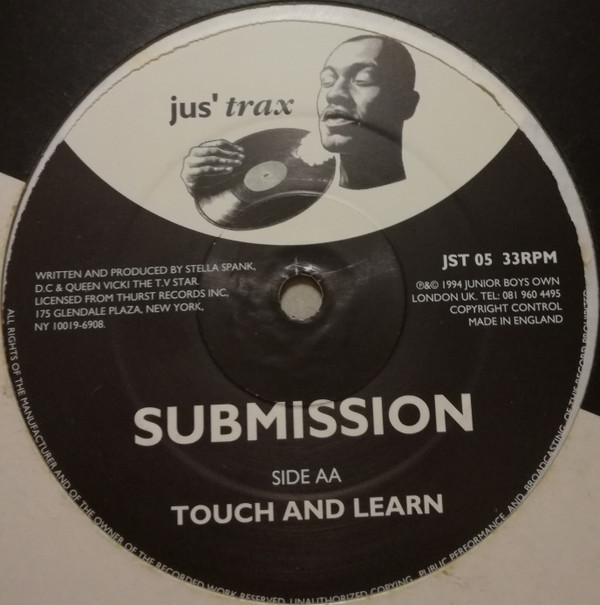 jus' trax
WRITTEN AND PRODUCED BY STELLA SPANK,
D.C & QUEEN VICKI THE T.V STAR.
LICENSED FROM THURST RECORDS INC,
175 GLENDALE PLAZA, NEW YORK,
NY 10019-6908.
JST 05 33RPM
℗&© 1994 JUNIOR BOYS OWN
LONDON UK. TEL: 081 960 4495
COPYRIGHT CONTROL
MADE IN ENGLAND
SUBMISSION
SIDE AA
TOUCH AND LEARN
ALL RIGHTS OF THE MANUFACTURER AND OF THE OWNER OF THE RECORDED WORK RESERVED. UNAUTHORIZED COPYING, PUBLIC PERFORMANCE AND BROADCASTING OF THE RECORD PROHIBITED